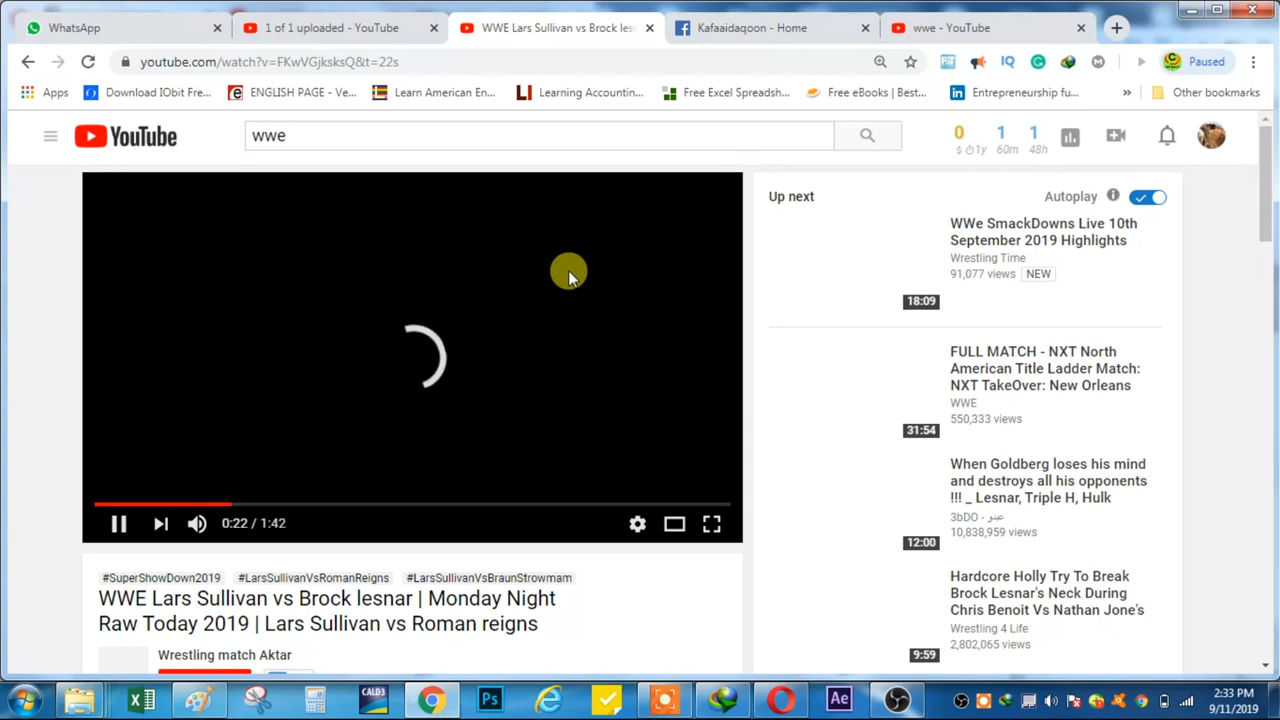 WhatsApp
1 of 1 uploaded - YouTube
WWE Lars Sullivan vs Brock lesn
Kafaaidaqoon - Home
wwe - YouTube
youtube.com/watch?v=FKwVGjksksQ&t=22s
Paused
Apps
Download IObit Fre...
ENGLISH PAGE - Ve...
Learn American En...
Learning Accountin...
Free Excel Spreadsh...
Free eBooks | Best...
Entrepreneurship fu...
»
Other bookmarks
YouTube
wwe
0
$ 1y
1
60m
1
48h
Up next
Autoplay
WWe SmackDowns Live 10th
September 2019 Highlights
Wrestling Time
91,077 views NEW
18:09
FULL MATCH - NXT North
American Title Ladder Match:
NXT TakeOver: New Orleans
WWE
550,333 views
31:54
When Goldberg loses his mind
and destroys all his opponents
!!! _ Lesnar, Triple H, Hulk
3bDO - عبدو
10,838,959 views
12:00
Hardcore Holly Try To Break
Brock Lesnar's Neck During
Chris Benoit Vs Nathan Jone's
Wrestling 4 Life
2,802,065 views
9:59
0:22 / 1:42
#SuperShowDown2019 #LarsSullivanVsRomanReigns #LarsSullivanVsBraunStrowmam
WWE Lars Sullivan vs Brock lesnar | Monday Night
Raw Today 2019 | Lars Sullivan vs Roman reigns
Wrestling match Aktar
CALD3
Ps
Ae
2:33 PM
9/11/2019